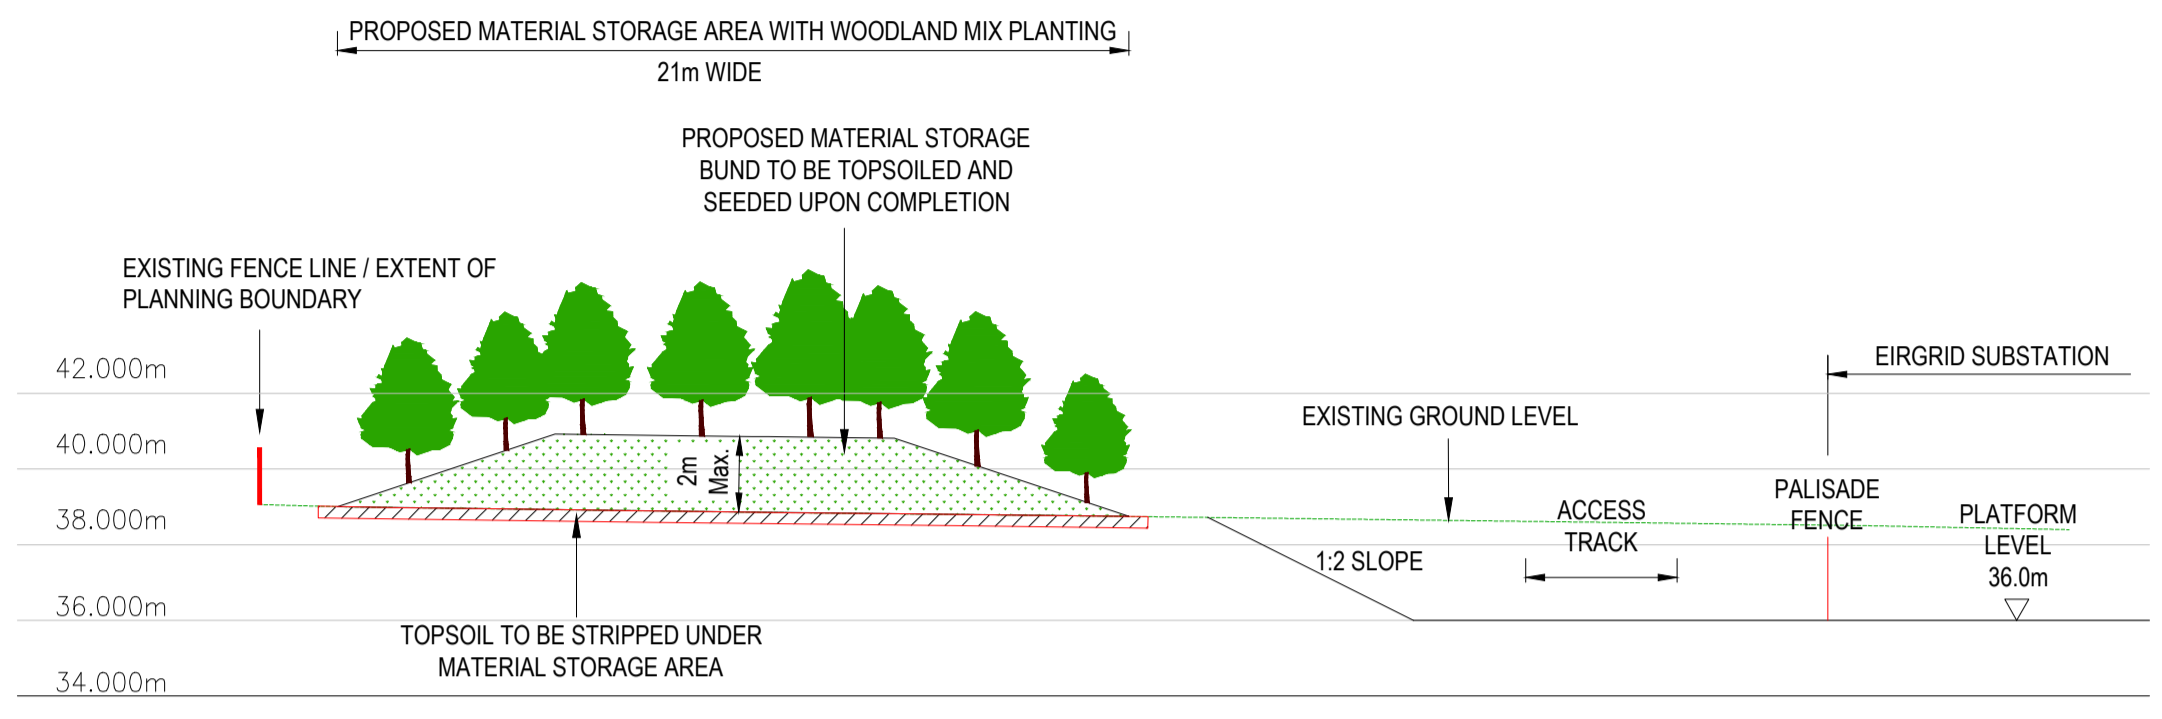 PROPOSED MATERIAL STORAGE AREA WITH WOODLAND MIX PLANTING
21m WIDE
PROPOSED MATERIAL STORAGE
BUND TO BE TOPSOILED AND
SEEDED UPON COMPLETION
EXISTING FENCE LINE / EXTENT OF
PLANNING BOUNDARY
EIRGRID SUBSTATION
42.000m
EXISTING GROUND LEVEL
40.000m
2m
Max.
PALISADE
FENCE
ACCESS
TRACK
PLATFORM
LEVEL
36.0m
38.000m
1:2 SLOPE
36.000m
TOPSOIL TO BE STRIPPED UNDER
MATERIAL STORAGE AREA
34.000m